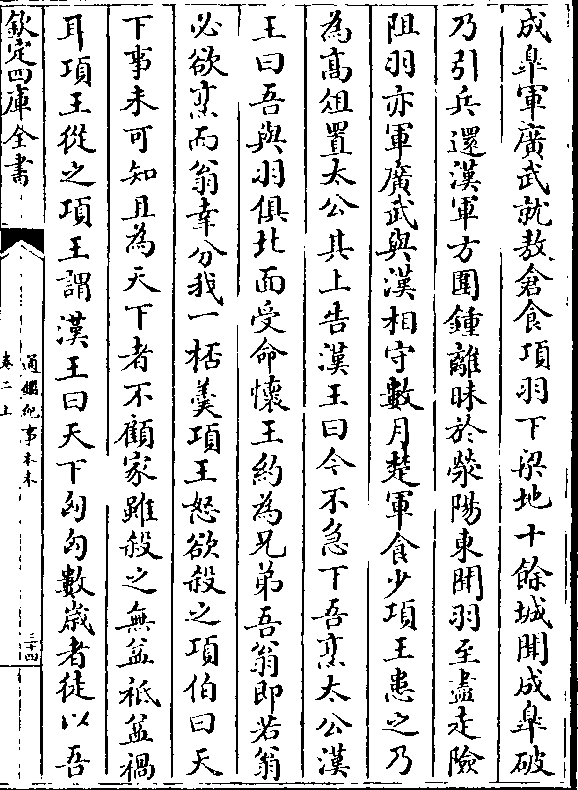 成臯軍廣武就敖倉食項羽下梁地十餘城聞成臯破
乃引兵還漢軍方圍鍾離昧於滎陽東聞羽至盡走險
阻羽亦軍廣武與漢相守數月楚軍食少項王患之乃
為高俎置太公其上告漢王曰今不急下吾烹太公漢
王曰吾與羽俱北面受命懷王約為兄弟吾翁即若翁
必欲烹而翁幸分我一桮羹項王怒欲殺之項伯曰天
下事未可知且為天下者不顧家雖殺之無益祗益禍
耳項王從之項王謂漢王曰天下匈匈數歳者徒以吾
欽定四庫全書
通鑑紀事本末
卷二上
三十四